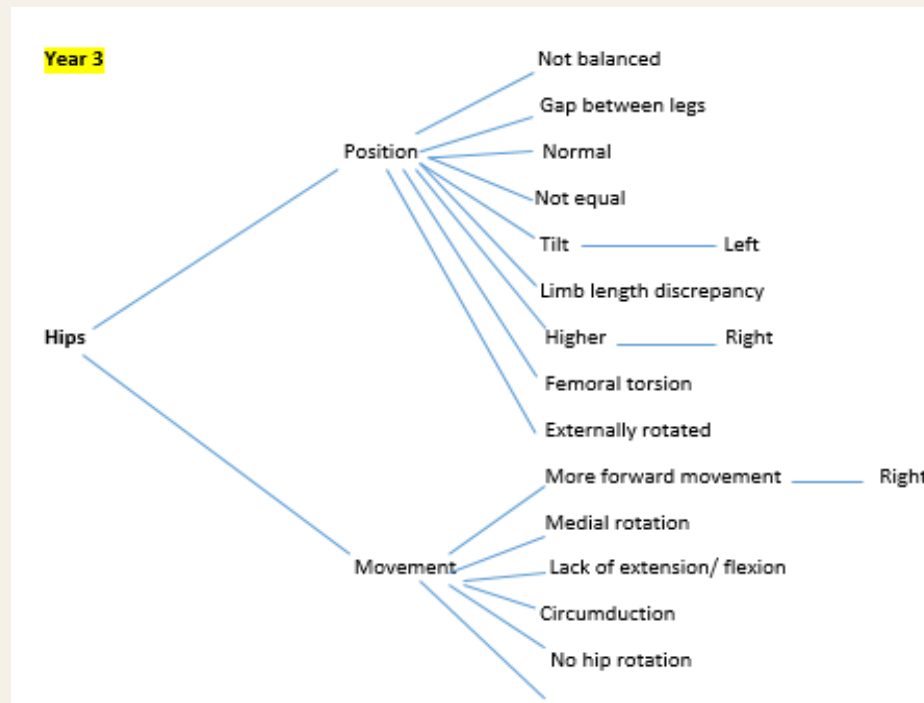 Year 3
Not balanced
Gap between legs
Position
Normal
Not equal
Tilt
Left
Limb length discrepancy
Hips
Higher
Right
Femoral torsion
Externally rotated
More forward movement
Right
Medial rotation
Movement
Lack of extension/ flexion
Circumduction
No hip rotation